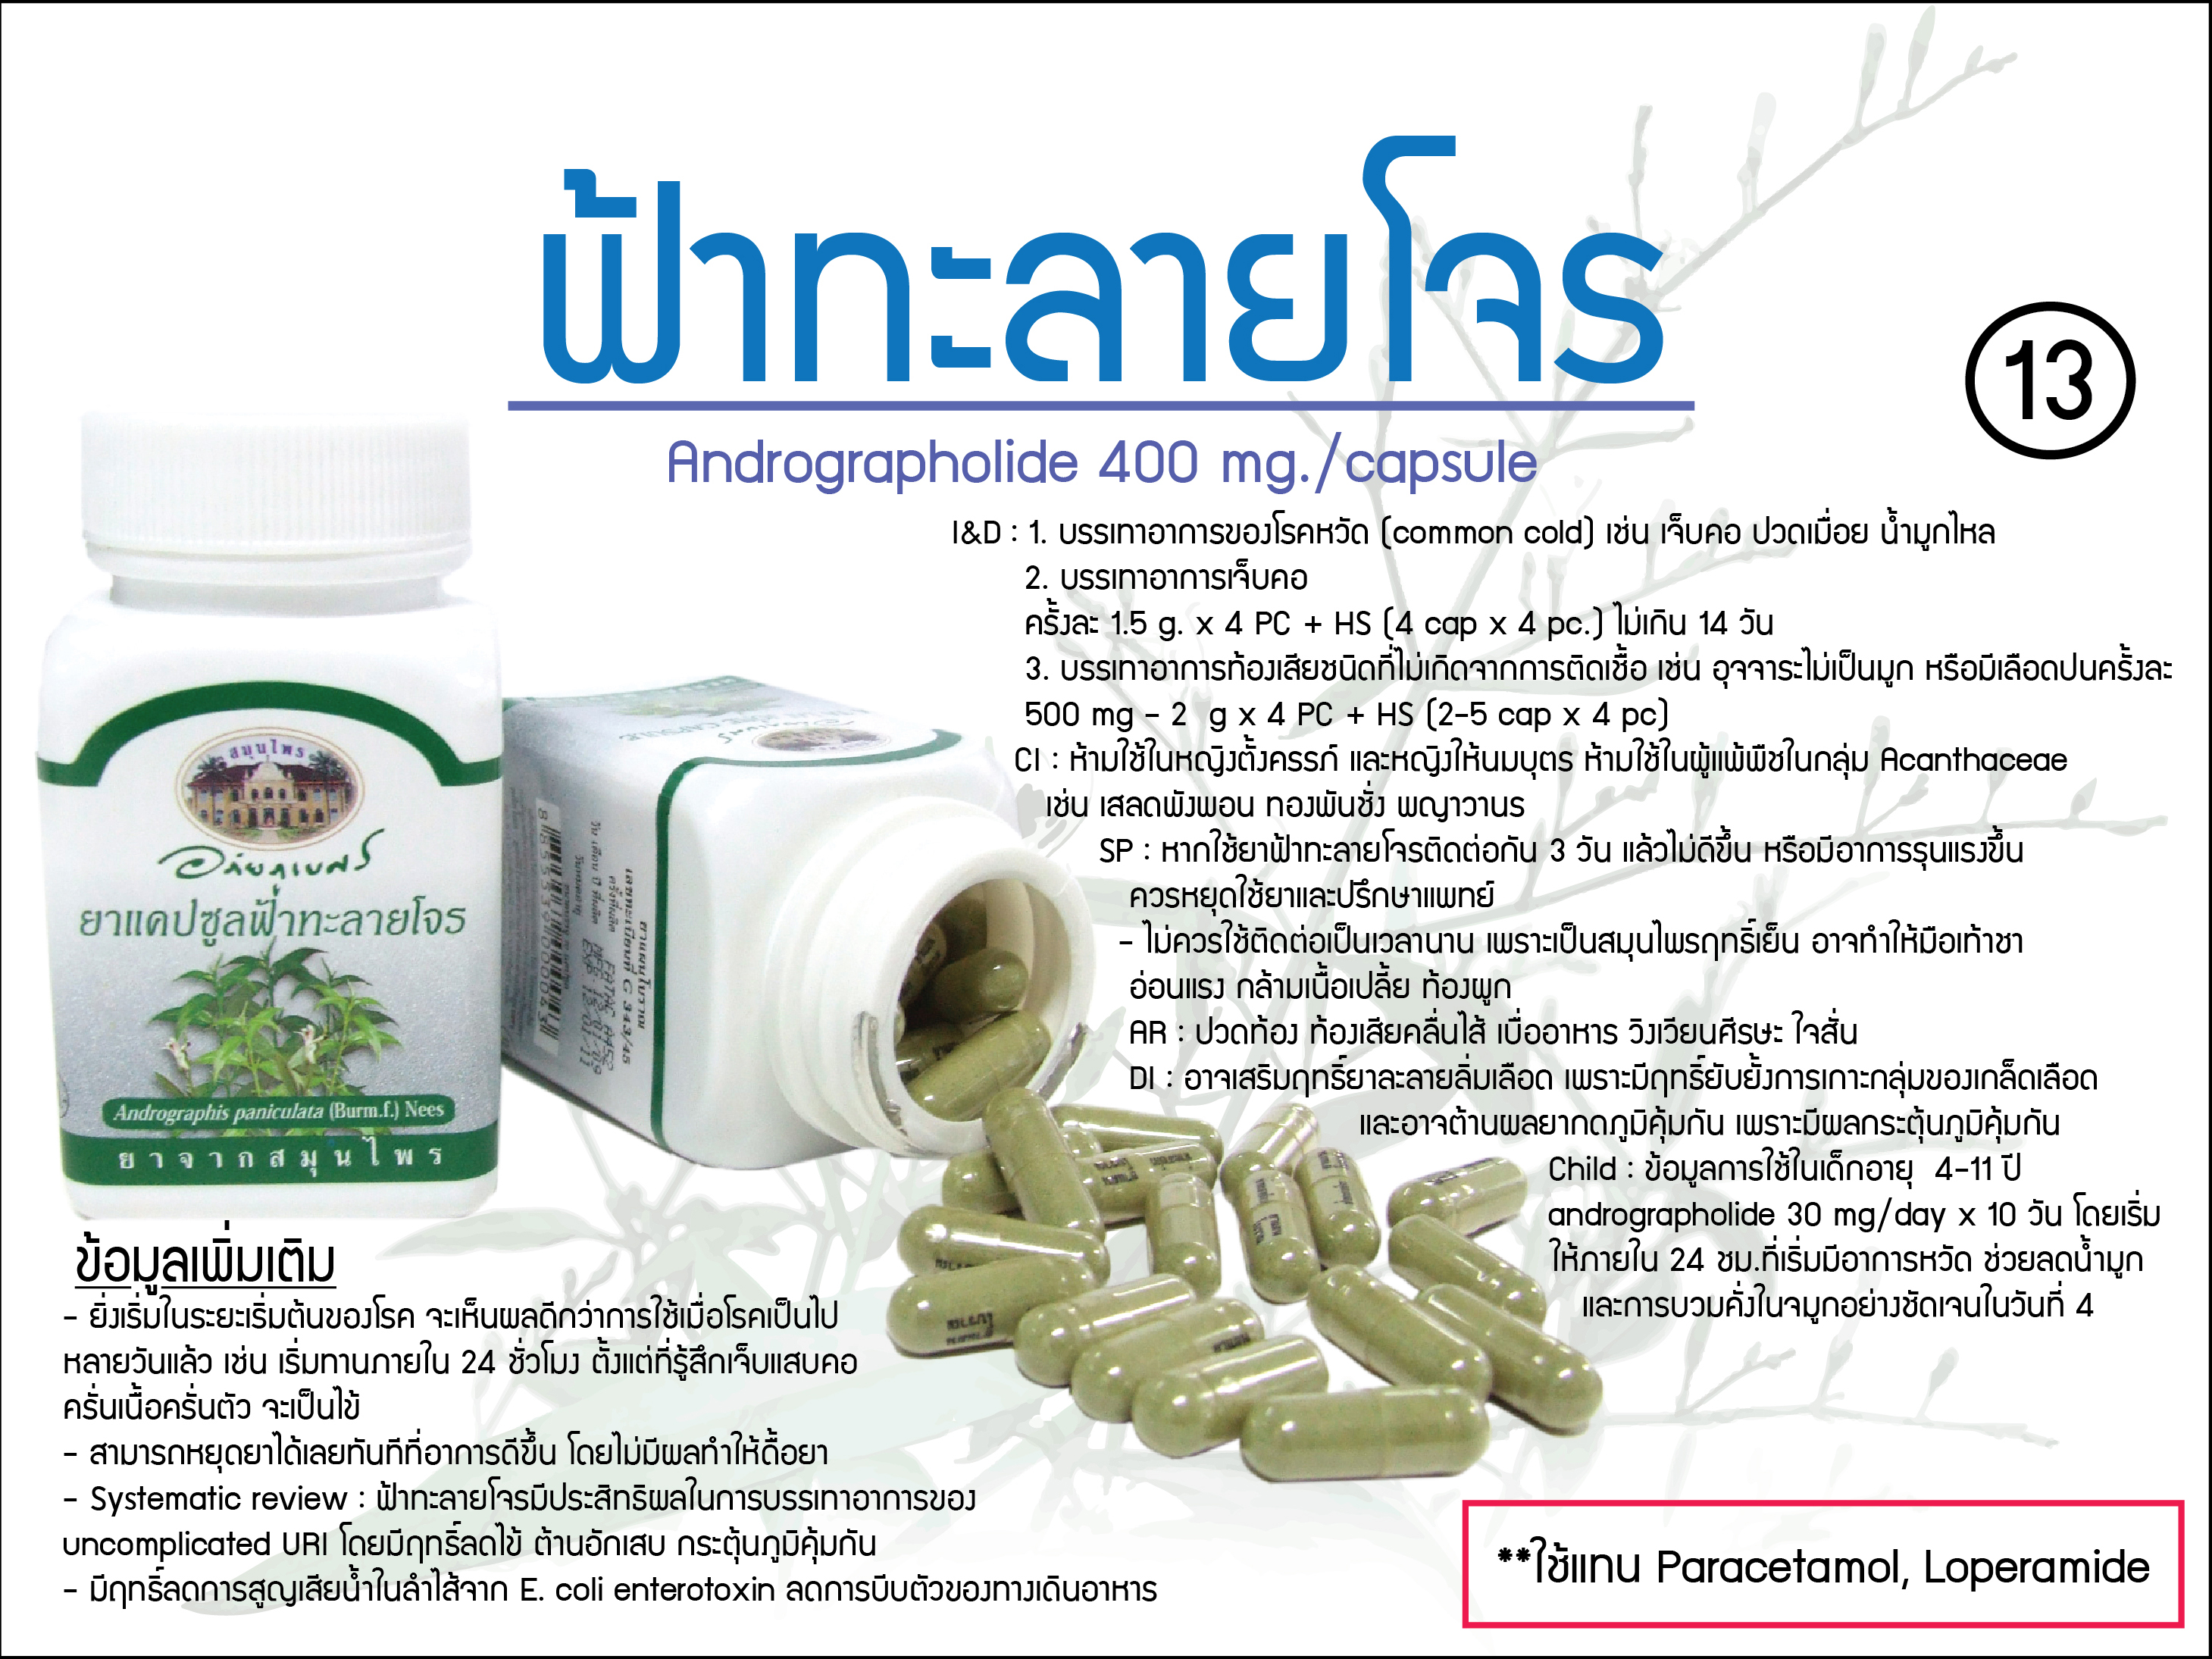 ฟ้าทะลายโจร
13
Andrographolide 400 mg./capsule
I&D : 1. บรรเทาอาการของโรคหวัด (common cold) เช่น เจ็บคอ ปวดเมื่อย น้ำมูกไหล
2. บรรเทาอาการเจ็บคอ
ครั้งละ 1.5 g. x 4 PC + HS (4 cap x 4 pc.) ไม่เกิน 14 วัน
3. บรรเทาอาการท้องเสียชนิดที่ไม่เกิดจากการติดเชื้อ เช่น อุจจาระไม่เป็นมูก หรือมีเลือดปนครั้งละ
500 mg - 2 g x 4 PC + HS (2-5 cap x 4 pc)
CI : ห้ามใช้ในหญิงตั้งครรภ์ และหญิงให้นมบุตร ห้ามใช้ในผู้แพ้พืชในกลุ่ม Acanthaceae
เช่น เสลดพังพอน ทองพันชั่ง พญาวานร
SP : หากใช้ยาฟ้าทะลายโจรติดต่อกัน 3 วัน แล้วไม่ดีขึ้น หรือมีอาการรุนแรงขึ้น
ควรหยุดใช้ยาและปรึกษาแพทย์
- ไม่ควรใช้ติดต่อเป็นเวลานาน เพราะเป็นสมุนไพรฤทธิ์เย็น อาจทำให้มือเท้าชา
อ่อนแรง กล้ามเนื้อเปลี้ย ท้องผูก
AR : ปวดท้อง ท้องเสียคลื่นไส้ เบื่ออาหาร วิงเวียนศีรษะ ใจสั่น
DI : อาจเสริมฤทธิ์ยาละลายลิ่มเลือด เพราะมีฤทธิ์ยับยั้งการเกาะกลุ่มของเกล็ดเลือด
และอาจต้านผลยากดภูมิคุ้มกัน เพราะมีผลกระตุ้นภูมิคุ้มกัน
Child : ข้อมูลการใช้ในเด็กอายุ 4-11 ปี
andrographolide 30 mg/day x 10 วัน โดยเริ่ม
ให้ภายใน 24 ชม.ที่เริ่มมีอาการหวัด ช่วยลดน้ำมูก
และการบวมคั่งในจมูกอย่างชัดเจนในวันที่ 4
สมุนไพร
อภัยภูเบศร
ยาแคปซูลฟ้าทะลายโจร
Andrographis paniculata (Burm.f.) Nees
ยาจากสมุนไพร
ยาแผนโบราณ
เลขทะเบียนที่ G 343/45
ข้อมูลเพิ่มเติม
- ยิ่งเริ่มในระยะเริ่มต้นของโรค จะเห็นผลดีกว่าการใช้เมื่อโรคเป็นไป
หลายวันแล้ว เช่น เริ่มทานภายใน 24 ชั่วโมง ตั้งแต่ที่รู้สึกเจ็บแสบคอ
ครั่นเนื้อครั่นตัว จะเป็นไข้
- สามารถหยุดยาได้เลยทันทีที่อาการดีขึ้น โดยไม่มีผลทำให้ดื้อยา
- Systematic review : ฟ้าทะลายโจรมีประสิทธิผลในการบรรเทาอาการของ
uncomplicated URI โดยมีฤทธิ์ลดไข้ ต้านอักเสบ กระตุ้นภูมิคุ้มกัน
- มีฤทธิ์ลดการสูญเสียน้ำในลำไส้จาก E. coli enterotoxin ลดการบีบตัวของทางเดินอาหาร
**ใช้แทน Paracetamol, Loperamide